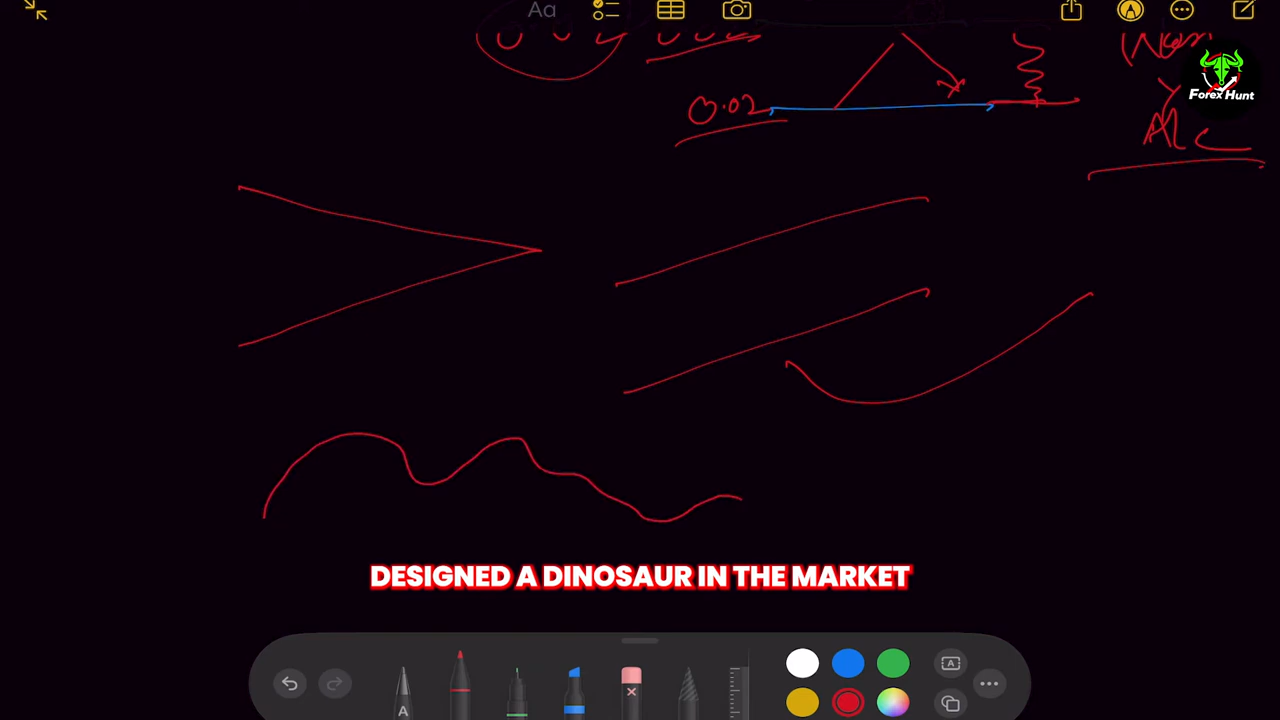 Aa
Forex Hunt
0.02
DESIGNED A DINOSAUR IN THE MARKET
A
A